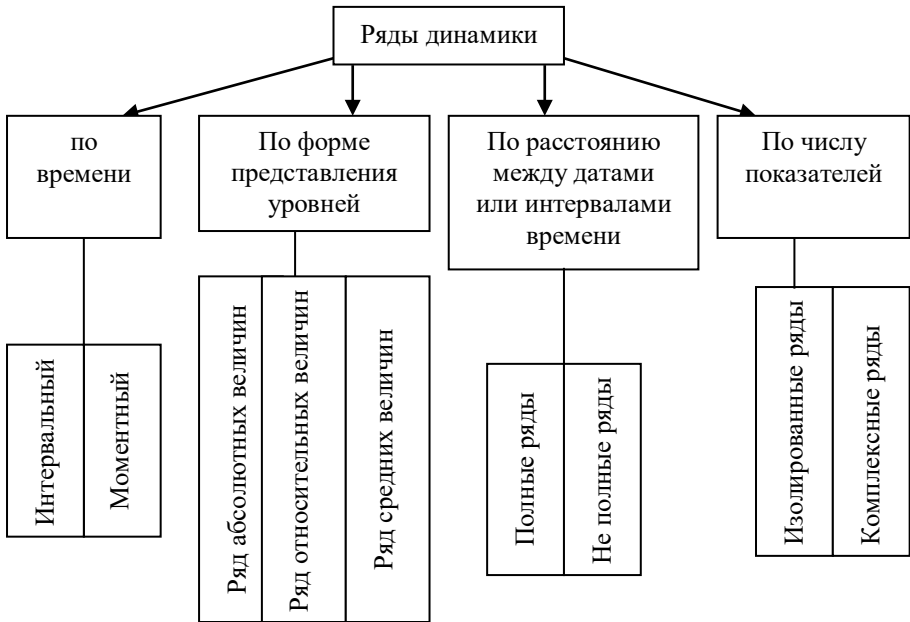 Ряды динамики
по
времени
По форме
представления
уровней
По расстоянию
между датами
или интервалами
времени
По числу
показателей
Интервальный
Моментный
Ряд абсолютных величин
Ряд относительных величин
Ряд средних величин
Полные ряды
Не полные ряды
Изолированные ряды
Комплексные ряды